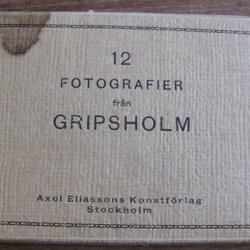 12
FOTOGRAFIER
från
GRIPSHOLM
Axel Eliassons Konstförlag
Stockholm